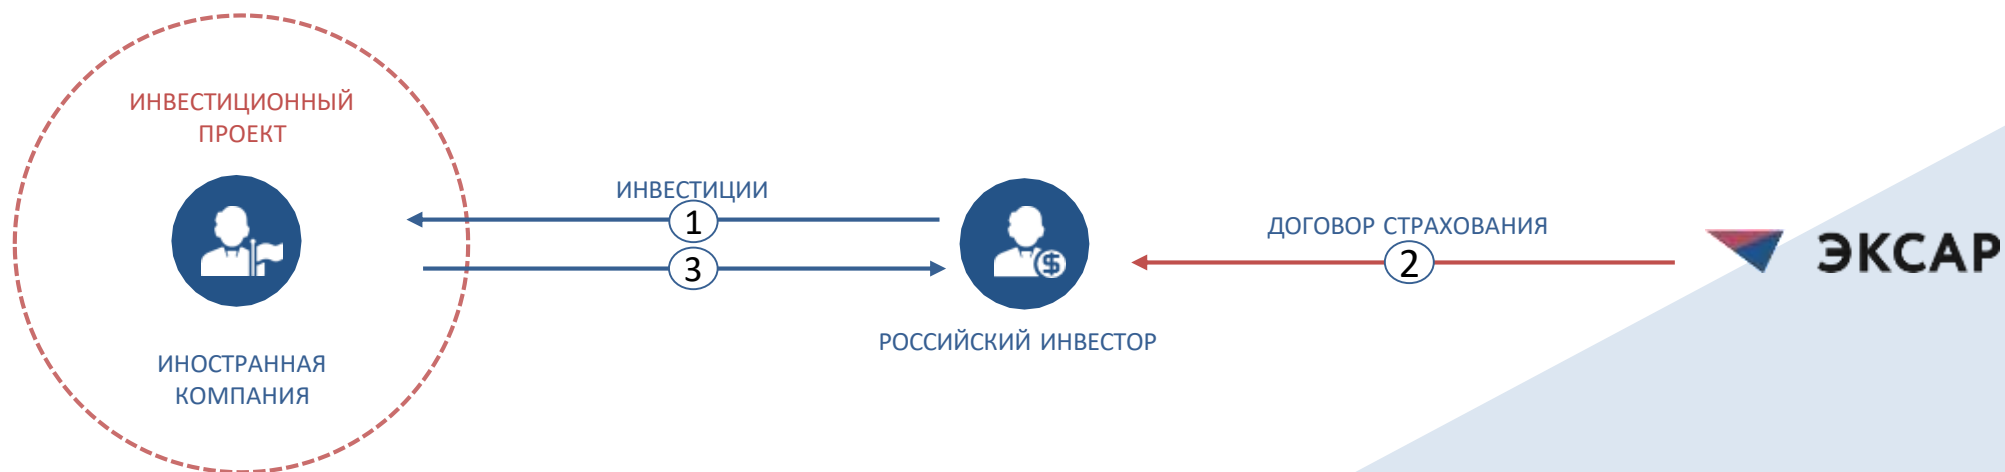 ИНВЕСТИЦИОННЫЙ
ПРОЕКТ
ИНОСТРАННАЯ
КОМПАНИЯ
ИНВЕСТИЦИИ
1
3
$
РОССИЙСКИЙ ИНВЕСТОР
ДОГОВОР СТРАХОВАНИЯ
2
ЭКСАР